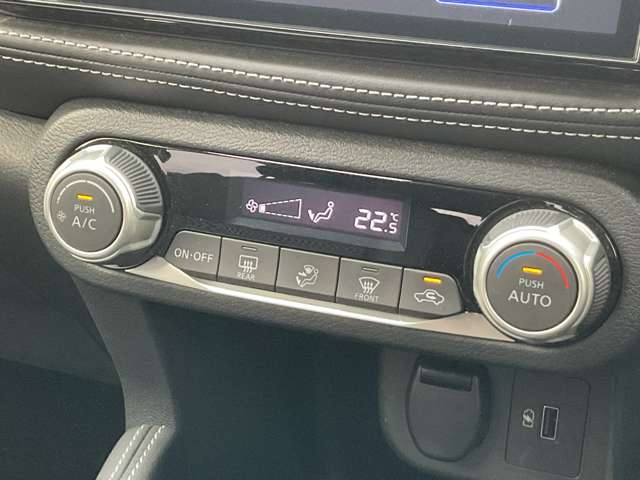 PUSH
A/C
22.5 °C
ON·OFF
REAR
FRONT
PUSH
AUTO